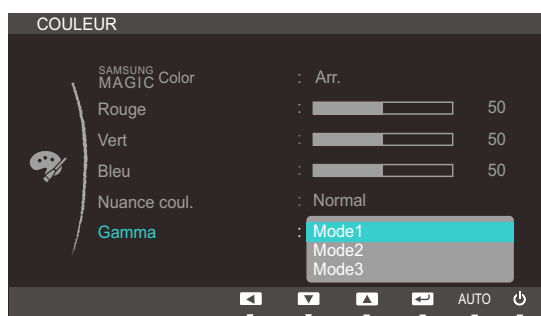 COULEUR
SAMSUNG MAGIC Color : Arr.
Rouge : 50
Vert : 50
Bleu : 50
Nuance coul. : Normal
Gamma : Mode1
Mode2
Mode3
AUTO